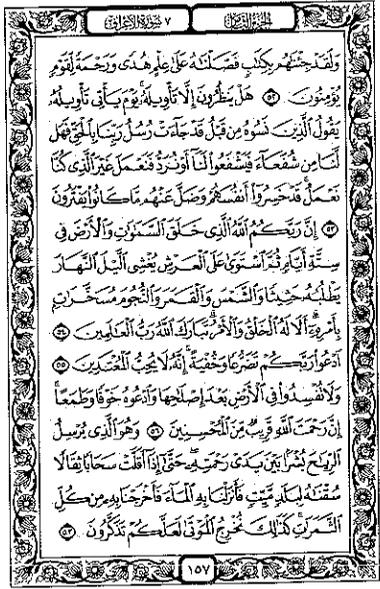 الجزء الثامن
٧ سورة الأعراف
وَلَقَدْ جِئْنَٰهُم بِكِتَٰبٍ فَصَّلْنَٰهُ عَلَىٰ عِلْمٍ هُدًى وَرَحْمَةً لِّقَوْمٍ
يُؤْمِنُونَ ٥٢ هَلْ يَنظُرُونَ إِلَّا تَأْوِيلَهُۥ يَوْمَ يَأْتِى تَأْوِيلُهُۥ
يَقُولُ ٱلَّذِينَ نَسُوهُ مِن قَبْلُ قَدْ جَآءَتْ رُسُلُ رَبِّنَا بِٱلْحَقِّ فَهَل
لَّنَا مِن شُفَعَآءَ فَيَشْفَعُوا۟ لَنَآ أَوْ نُرَدُّ فَنَعْمَلَ غَيْرَ ٱلَّذِى كُنَّا
نَعْمَلُ قَدْ خَسِرُوٓا۟ أَنفُسَهُمْ وَضَلَّ عَنْهُم مَّا كَانُوا۟ يَفْتَرُونَ
٥٣ إِنَّ رَبَّكُمُ ٱللَّهُ ٱلَّذِى خَلَقَ ٱلسَّمَٰوَٰتِ وَٱلْأَرْضَ فِى
سِتَّةِ أَيَّامٍ ثُمَّ ٱسْتَوَىٰ عَلَى ٱلْعَرْشِ يُغْشِى ٱلَّيْلَ ٱلنَّهَارَ
يَطْلُبُهُۥ حَثِيثًا وَٱلشَّمْسَ وَٱلْقَمَرَ وَٱلنُّجُومَ مُسَخَّرَٰتٍۭ
بِأَمْرِهِۦٓ أَلَا لَهُ ٱلْخَلْقُ وَٱلْأَمْرُ تَبَارَكَ ٱللَّهُ رَبُّ ٱلْعَٰلَمِينَ ٥٤
ٱدْعُوا۟ رَبَّكُمْ تَضَرُّعًا وَخُفْيَةً إِنَّهُۥ لَا يُحِبُّ ٱلْمُعْتَدِينَ ٥٥
وَلَا تُفْسِدُوا۟ فِى ٱلْأَرْضِ بَعْدَ إِصْلَٰحِهَا وَٱدْعُوهُ خَوْفًا وَطَمَعًا
إِنَّ رَحْمَتَ ٱللَّهِ قَرِيبٌ مِّنَ ٱلْمُحْسِنِينَ ٥٦ وَهُوَ ٱلَّذِى يُرْسِلُ
ٱلرِّيَٰحَ بُشْرًۢا بَيْنَ يَدَىْ رَحْمَتِهِۦ حَتَّىٰٓ إِذَآ أَقَلَّتْ سَحَابًا ثِقَالًا
سُقْنَٰهُ لِبَلَدٍ مَّيِّتٍ فَأَنزَلْنَا بِهِ ٱلْمَآءَ فَأَخْرَجْنَا بِهِۦ مِن كُلِّ
ٱلثَّمَرَٰتِ كَذَٰلِكَ نُخْرِجُ ٱلْمَوْتَىٰ لَعَلَّكُمْ تَذَكَّرُونَ ٥٧
١٥٧